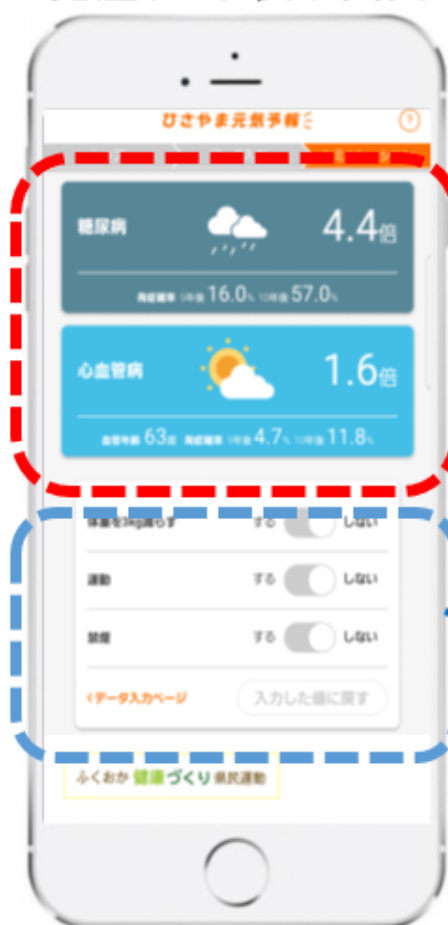 ひさやま元気予報
?
糖尿病
4.4倍
発症確率 5年後 16.0% 10年後 57.0%
心血管病
1.6倍
血管年齢 63歳 発症確率 5年後 4.7% 10年後 11.8%
体重を3kg減らす する しない
運動 する しない
禁煙 する しない
<データ入力ページ 入力した値に戻す
ふくおか健康づくり県民運動